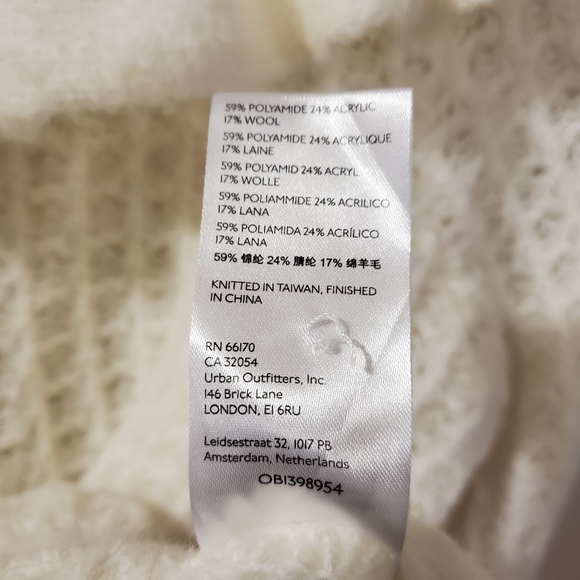 59% POLYAMIDE 24% ACRYLIC
17% WOOL
59% POLYAMIDE 24% ACRYLIQUE
17% LAINE
59% POLYAMID 24% ACRYL
17% WOLLE
59% POLIAMMIDE 24% ACRILICO
17% LANA
59% POLIAMIDA 24% ACRÍLICO
17% LANA
59% 锦纶 24% 腈纶 17% 绵羊毛
KNITTED IN TAIWAN, FINISHED
IN CHINA
RN 66170
CA 32054
Urban Outfitters, Inc.
146 Brick Lane
LONDON, E1 6RU
Leidsestraat 32, 1017 PB
Amsterdam, Netherlands
OB1398954